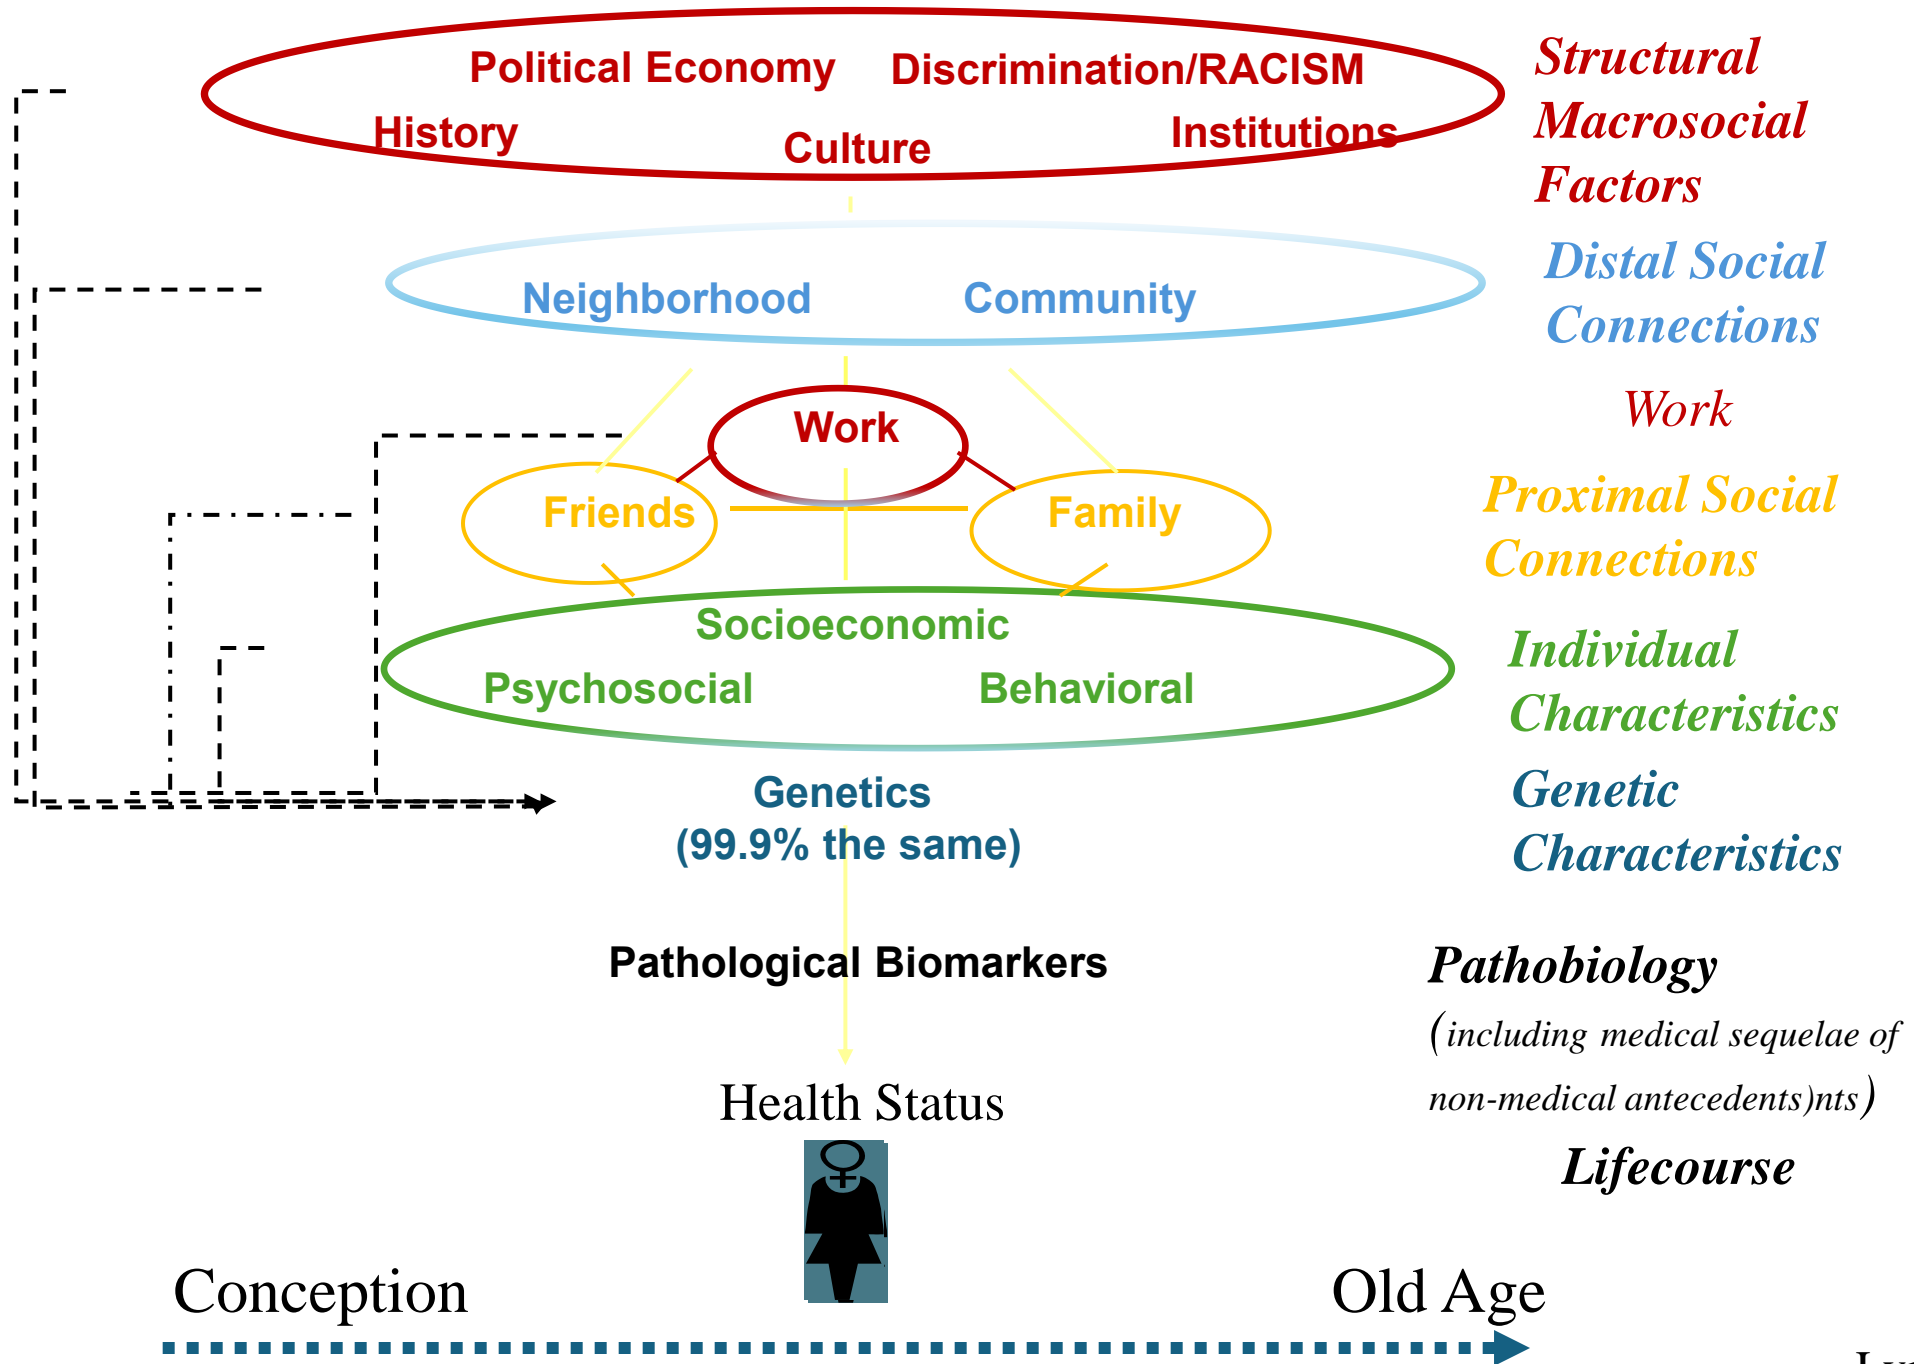 Political Economy
Discrimination/RACISM
History
Culture
Institutions
Structural
Macrosocial
Factors
Neighborhood
Community
Distal Social
Connections
Work
Work
Friends
Family
Proximal Social
Connections
Socioeconomic
Psychosocial
Behavioral
Individual
Characteristics
Genetics
(99.9% the same)
Genetic
Characteristics
Pathological Biomarkers
Pathobiology
(including medical sequelae of
non-medical antecedents)nts)
Health Status
Lifecourse
Conception
Old Age